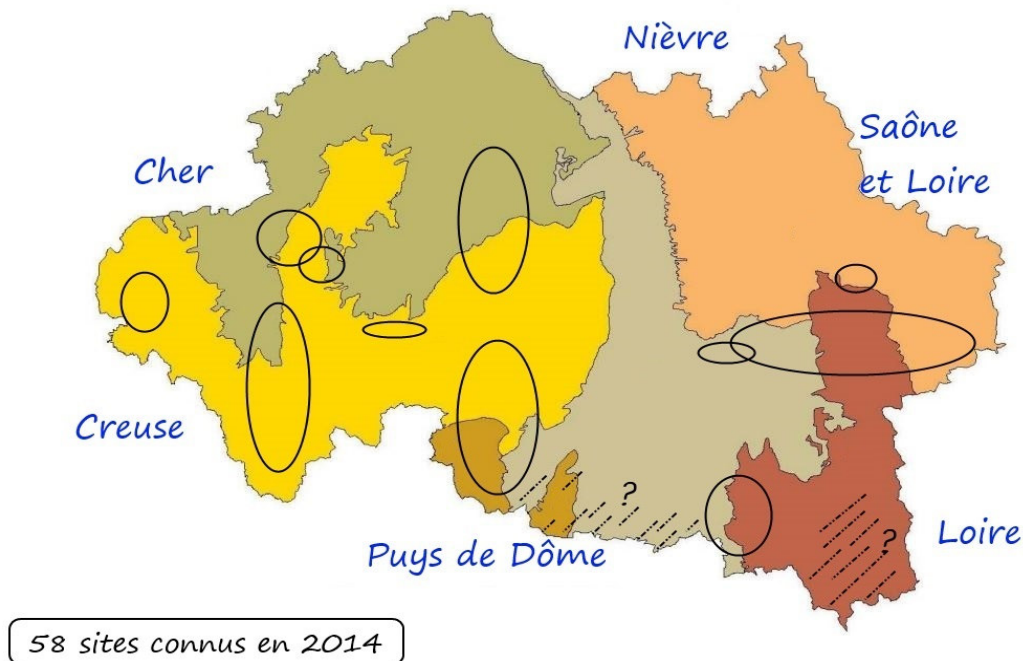 Nièvre
Saône
et Loire
Cher
Creuse
?
Puys de Dôme
?
Loire
58 sites connus en 2014